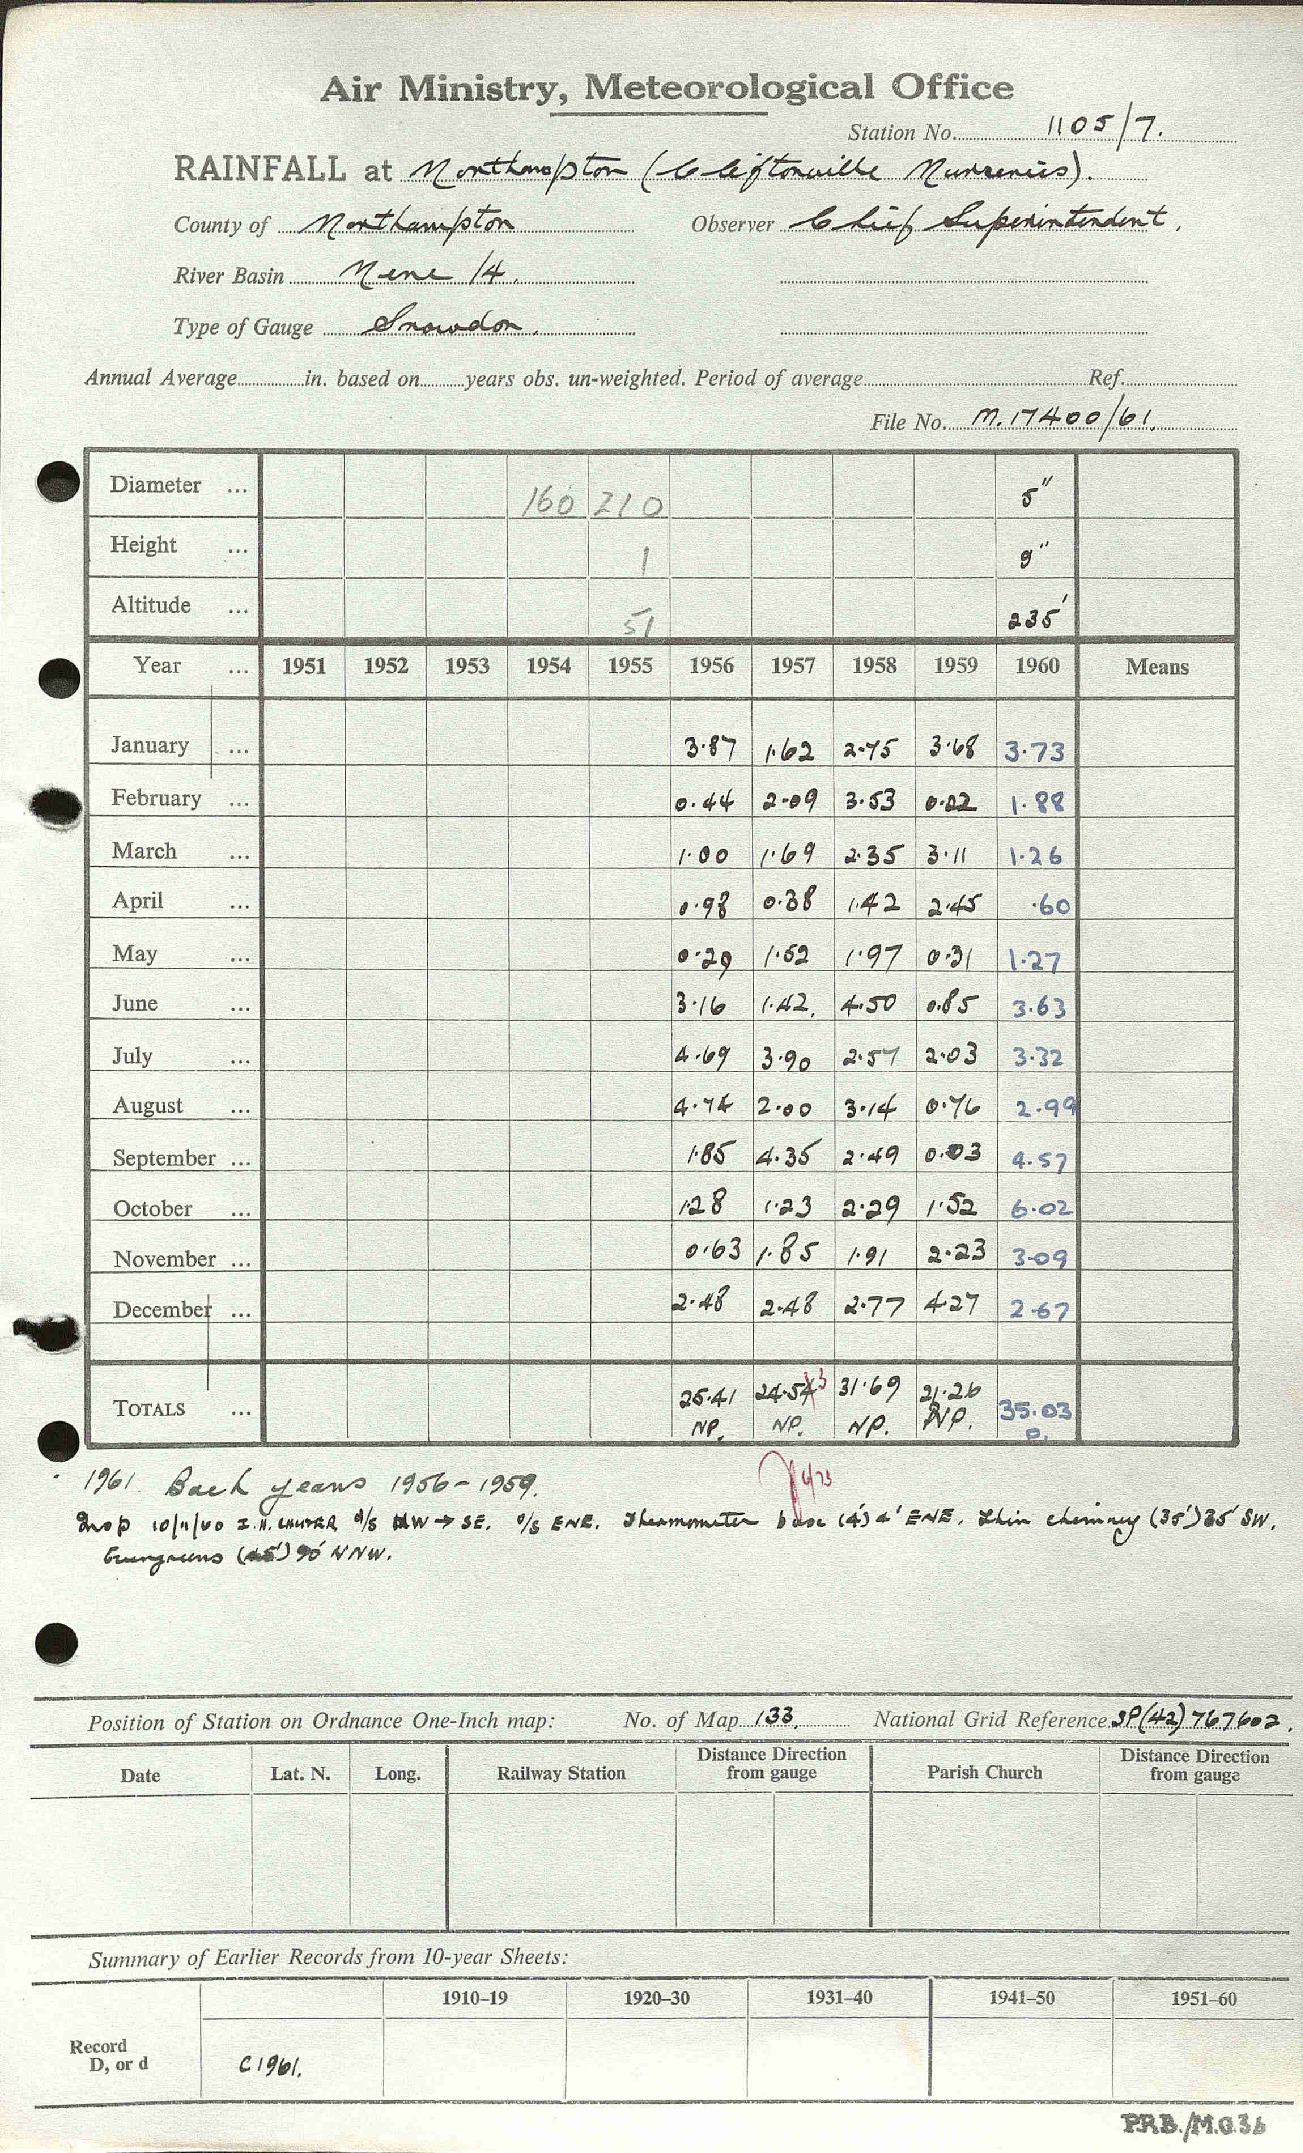 Air Ministry, Meteorological Office
Station No. 1105/7.
RAINFALL at Northampton (Cliftonville Nurseries).
County of Northampton Observer Chief Superintendent.
River Basin Nene 14.
Type of Gauge Snowdon.
Annual Average in. based on years obs. un-weighted. Period of average Ref.
File No. M.17400/61.
Diameter ... 160 210 5"
Height ... 1 9"
Altitude ... 51 235'
Year ... 1951 1952 1953 1954 1955 1956 1957 1958 1959 1960 Means
January ... 3.87 1.62 2.75 3.68 3.73
February ... 0.44 2.09 3.53 0.02 1.88
March ... 1.00 1.69 2.35 3.11 1.26
April ... 0.98 0.38 1.42 2.45 .60
May ... 0.29 1.52 1.97 0.31 1.27
June ... 3.16 1.42. 4.50 0.85 3.63
July ... 4.69 3.90 2.57 2.03 3.32
August ... 4.74 2.00 3.14 0.76 2.99
September ... 1.85 4.35 2.49 0.03 4.57
October ... 1.28 1.23 2.29 1.52 6.02
November ... 0.63 1.85 1.91 2.23 3.09
December ... 2.48 2.48 2.77 4.27 2.67
TOTALS ... 25.41 24.54 3 31.69 21.26 35.03
NP. NP. NP. NP. P.
1961. Back years 1956-1959.
Insp 10/11/60 NW → SE. ENE. Thermometer base (4') 4' ENE. Thin chimney (35') 35' SW.
Evergreens (45') 90' NNW.
Position of Station on Ordnance One-Inch map: No. of Map 133. National Grid Reference SP(42) 767602.
Date Lat. N. Long. Railway Station Distance Direction from gauge Parish Church Distance Direction from gauge
Summary of Earlier Records from 10-year Sheets:
1910-19 1920-30 1931-40 1941-50 1951-60
Record
D, or d C1961.
P.R.B./M.O.3b